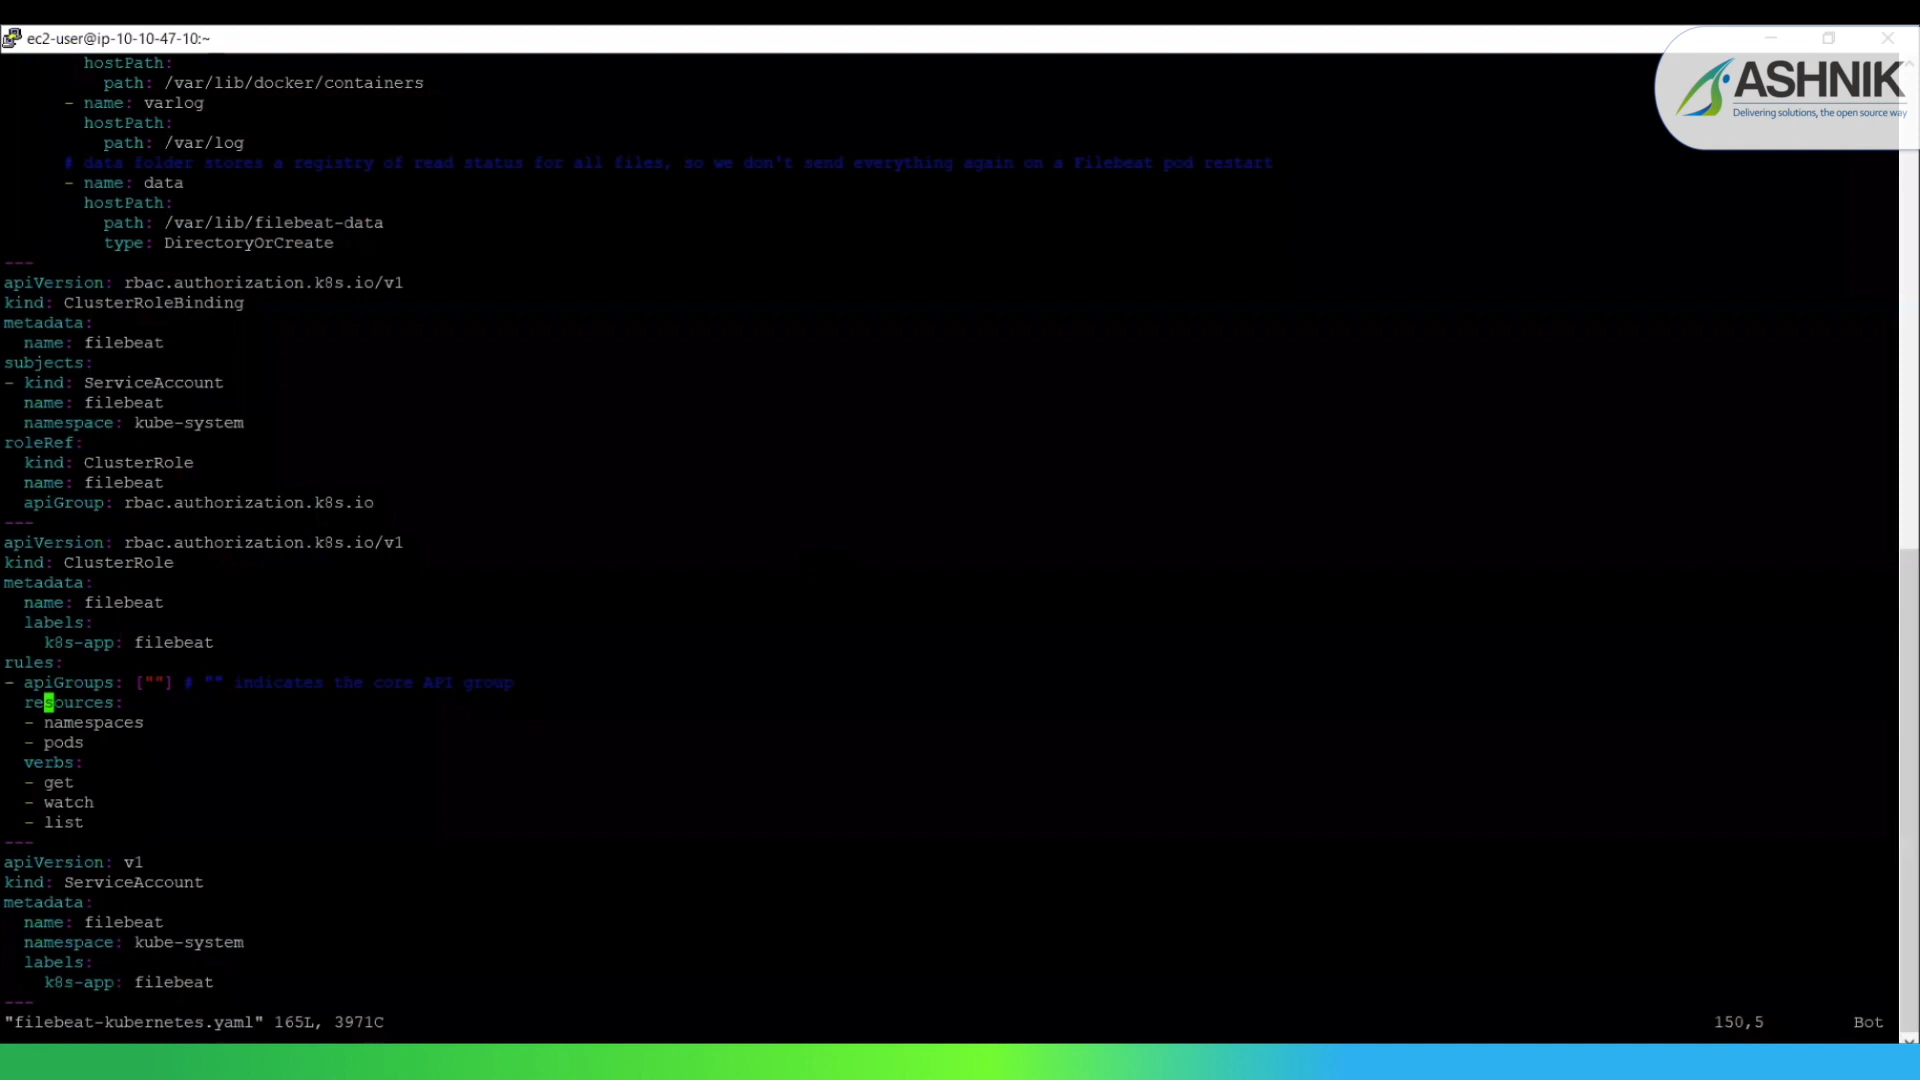 ec2-user@ip-10-10-47-10:~
ASHNIK
Delivering solutions, the open source way
        hostPath:
          path: /var/lib/docker/containers
      - name: varlog
        hostPath:
          path: /var/log
      # data folder stores a registry of read status for all files, so we don't send everything again on a Filebeat pod restart
      - name: data
        hostPath:
          path: /var/lib/filebeat-data
          type: DirectoryOrCreate
---
apiVersion: rbac.authorization.k8s.io/v1
kind: ClusterRoleBinding
metadata:
  name: filebeat
subjects:
- kind: ServiceAccount
  name: filebeat
  namespace: kube-system
roleRef:
  kind: ClusterRole
  name: filebeat
  apiGroup: rbac.authorization.k8s.io
---
apiVersion: rbac.authorization.k8s.io/v1
kind: ClusterRole
metadata:
  name: filebeat
  labels:
    k8s-app: filebeat
rules:
- apiGroups: [""] # "" indicates the core API group
  resources:
  - namespaces
  - pods
  verbs:
  - get
  - watch
  - list
---
apiVersion: v1
kind: ServiceAccount
metadata:
  name: filebeat
  namespace: kube-system
  labels:
    k8s-app: filebeat
---
"filebeat-kubernetes.yaml" 165L, 3971C 150,5 Bot